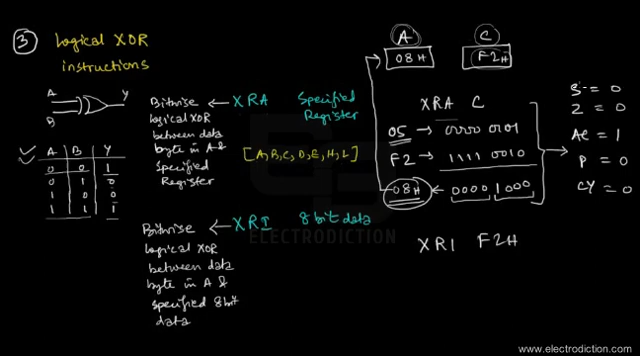 3 Logical XOR
instructions
A
B
Y
A B Y
0 0 1
0 1 0
1 0 0
1 1 1
Bitwise ← XRA Specified
Register
logical XOR
between data
byte in A &
Specified
Register
[A,B,C,D,E,H,L]
Bitwise ← XRI 8 bit data
logical XOR
between data
byte in A &
specified 8 bit
data
A C
08H F2H
XRA C
05 → 0000 0101
F2 → 1111 0010
08H ← 0000 1000
XRI F2H
S = 0
Z = 0
AC = 1
P = 0
CY = 0
ELECTRODICTION
www.electrodiction.com